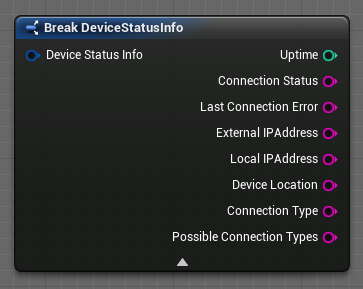 Break DeviceStatusInfo
Device Status Info
Uptime
Connection Status
Last Connection Error
External IPAddress
Local IPAddress
Device Location
Connection Type
Possible Connection Types